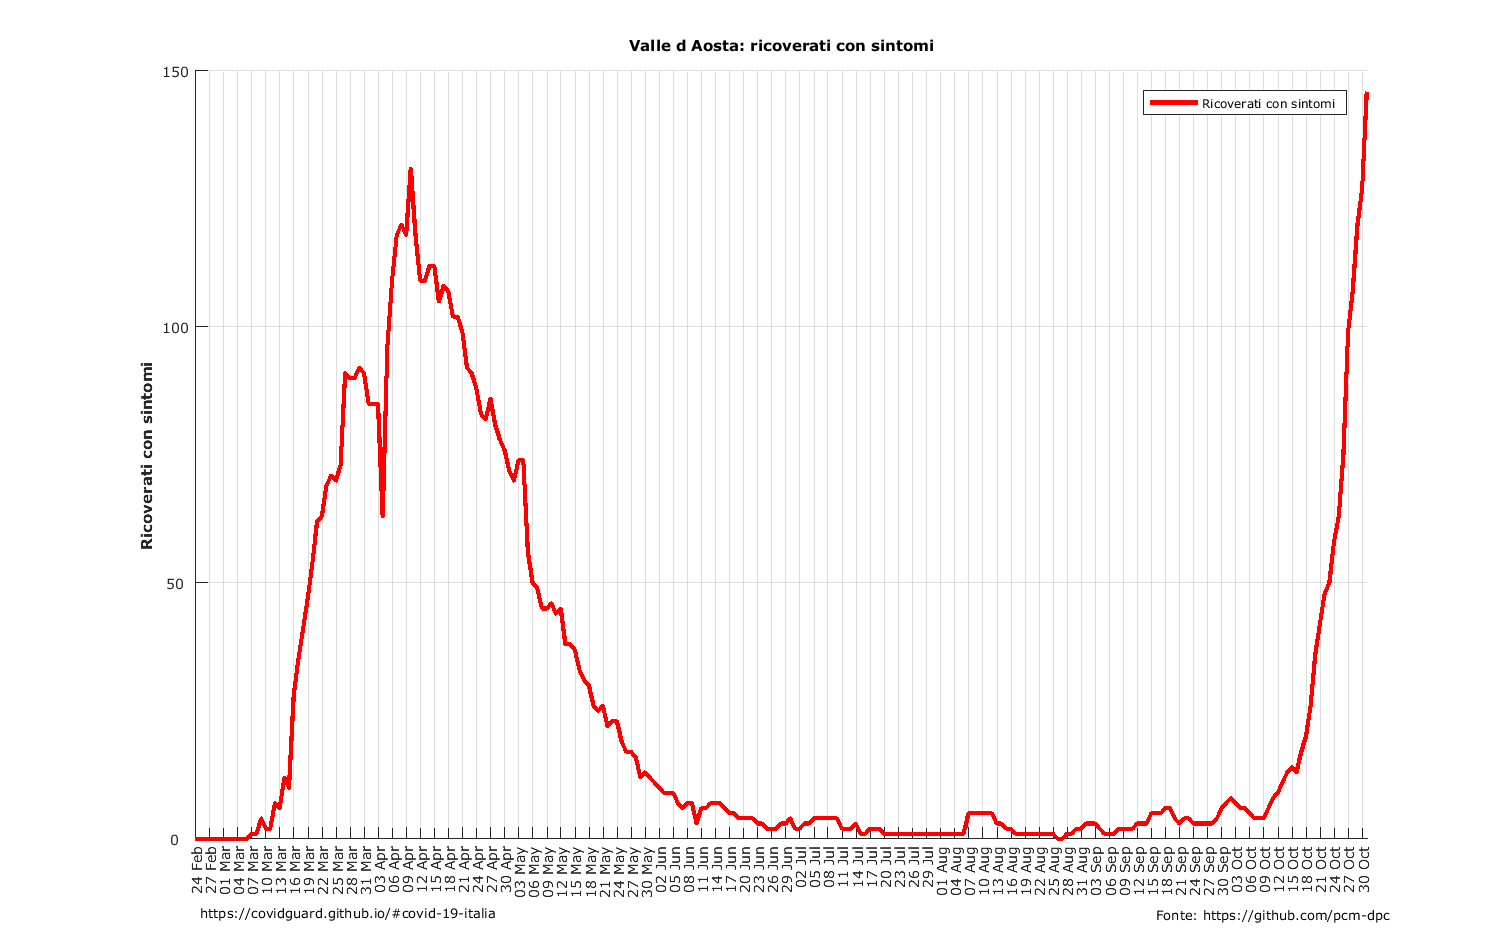 Valle d Aosta: ricoverati con sintomi
Ricoverati con sintomi
Ricoverati con sintomi
150
100
50
0
24 Feb
27 Feb
01 Mar
04 Mar
07 Mar
10 Mar
13 Mar
16 Mar
19 Mar
22 Mar
25 Mar
28 Mar
31 Mar
03 Apr
06 Apr
09 Apr
12 Apr
15 Apr
18 Apr
21 Apr
24 Apr
27 Apr
30 Apr
03 May
06 May
09 May
12 May
15 May
18 May
21 May
24 May
27 May
30 May
02 Jun
05 Jun
08 Jun
11 Jun
14 Jun
17 Jun
20 Jun
23 Jun
26 Jun
29 Jun
02 Jul
05 Jul
08 Jul
11 Jul
14 Jul
17 Jul
20 Jul
23 Jul
26 Jul
29 Jul
01 Aug
04 Aug
07 Aug
10 Aug
13 Aug
16 Aug
19 Aug
22 Aug
25 Aug
28 Aug
31 Aug
03 Sep
06 Sep
09 Sep
12 Sep
15 Sep
18 Sep
21 Sep
24 Sep
27 Sep
30 Sep
03 Oct
06 Oct
09 Oct
12 Oct
15 Oct
18 Oct
21 Oct
24 Oct
27 Oct
30 Oct
https://covidguard.github.io/#covid-19-italia
Fonte: https://github.com/pcm-dpc